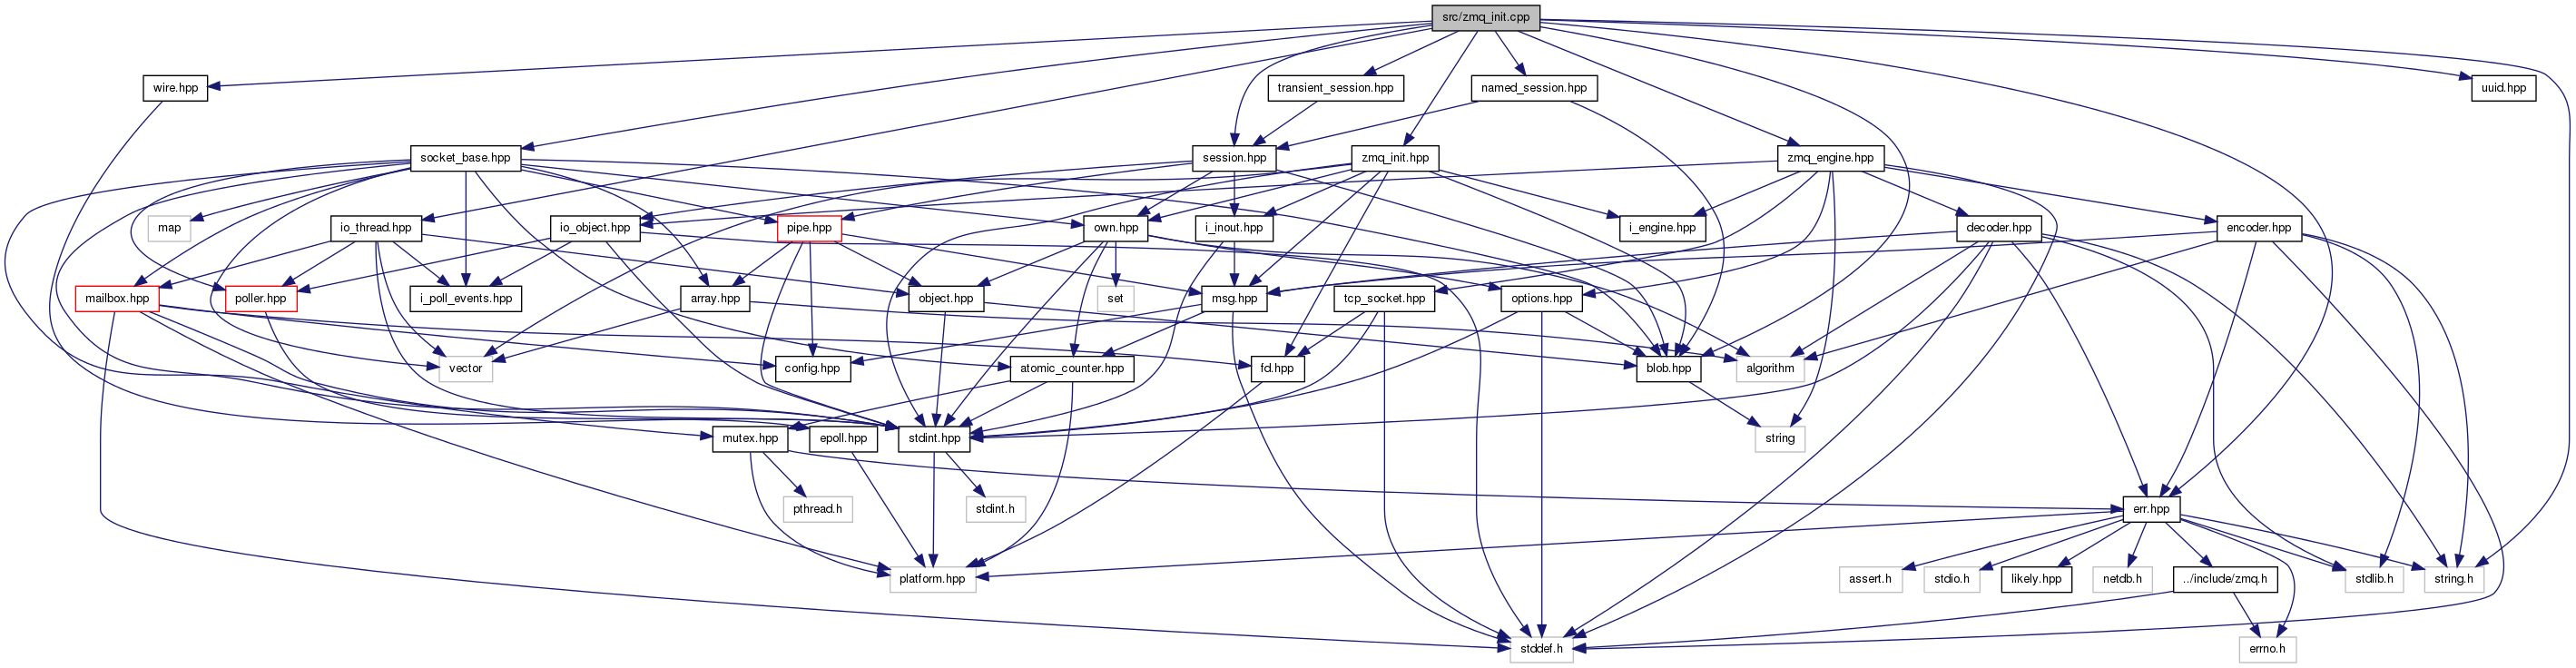 src/zmq_init.cpp
wire.hpp
transient_session.hpp
named_session.hpp
uuid.hpp
socket_base.hpp
session.hpp
zmq_init.hpp
zmq_engine.hpp
map
io_thread.hpp
io_object.hpp
pipe.hpp
own.hpp
i_inout.hpp
i_engine.hpp
decoder.hpp
encoder.hpp
mailbox.hpp
poller.hpp
i_poll_events.hpp
array.hpp
object.hpp
set
msg.hpp
tcp_socket.hpp
options.hpp
vector
config.hpp
atomic_counter.hpp
fd.hpp
blob.hpp
algorithm
mutex.hpp
epoll.hpp
stdint.hpp
string
pthread.h
stdint.h
err.hpp
platform.hpp
assert.h
stdio.h
likely.hpp
netdb.h
../include/zmq.h
stdlib.h
string.h
stddef.h
errno.h